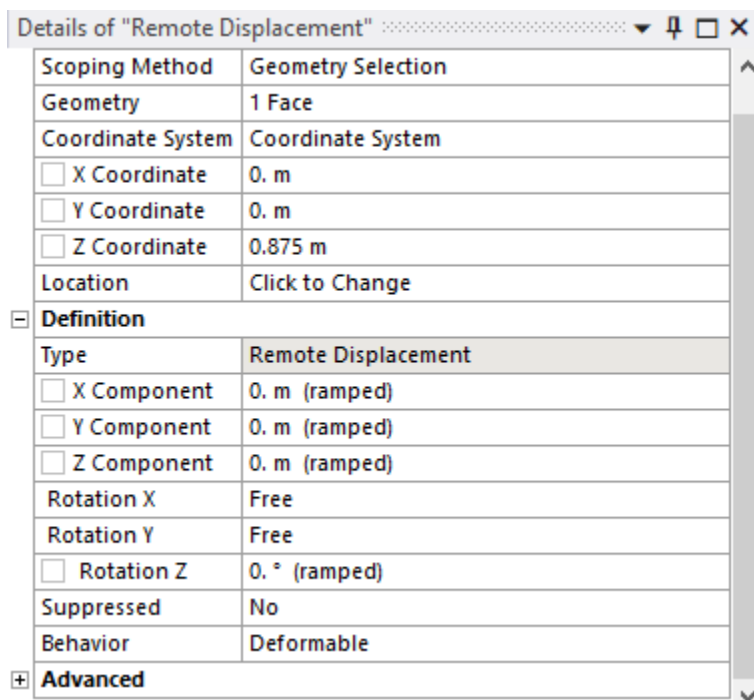 Details of "Remote Displacement"
Scoping Method Geometry Selection
Geometry 1 Face
Coordinate System Coordinate System
X Coordinate 0. m
Y Coordinate 0. m
Z Coordinate 0.875 m
Location Click to Change
Definition
Type Remote Displacement
X Component 0. m (ramped)
Y Component 0. m (ramped)
Z Component 0. m (ramped)
Rotation X Free
Rotation Y Free
Rotation Z 0. ° (ramped)
Suppressed No
Behavior Deformable
Advanced